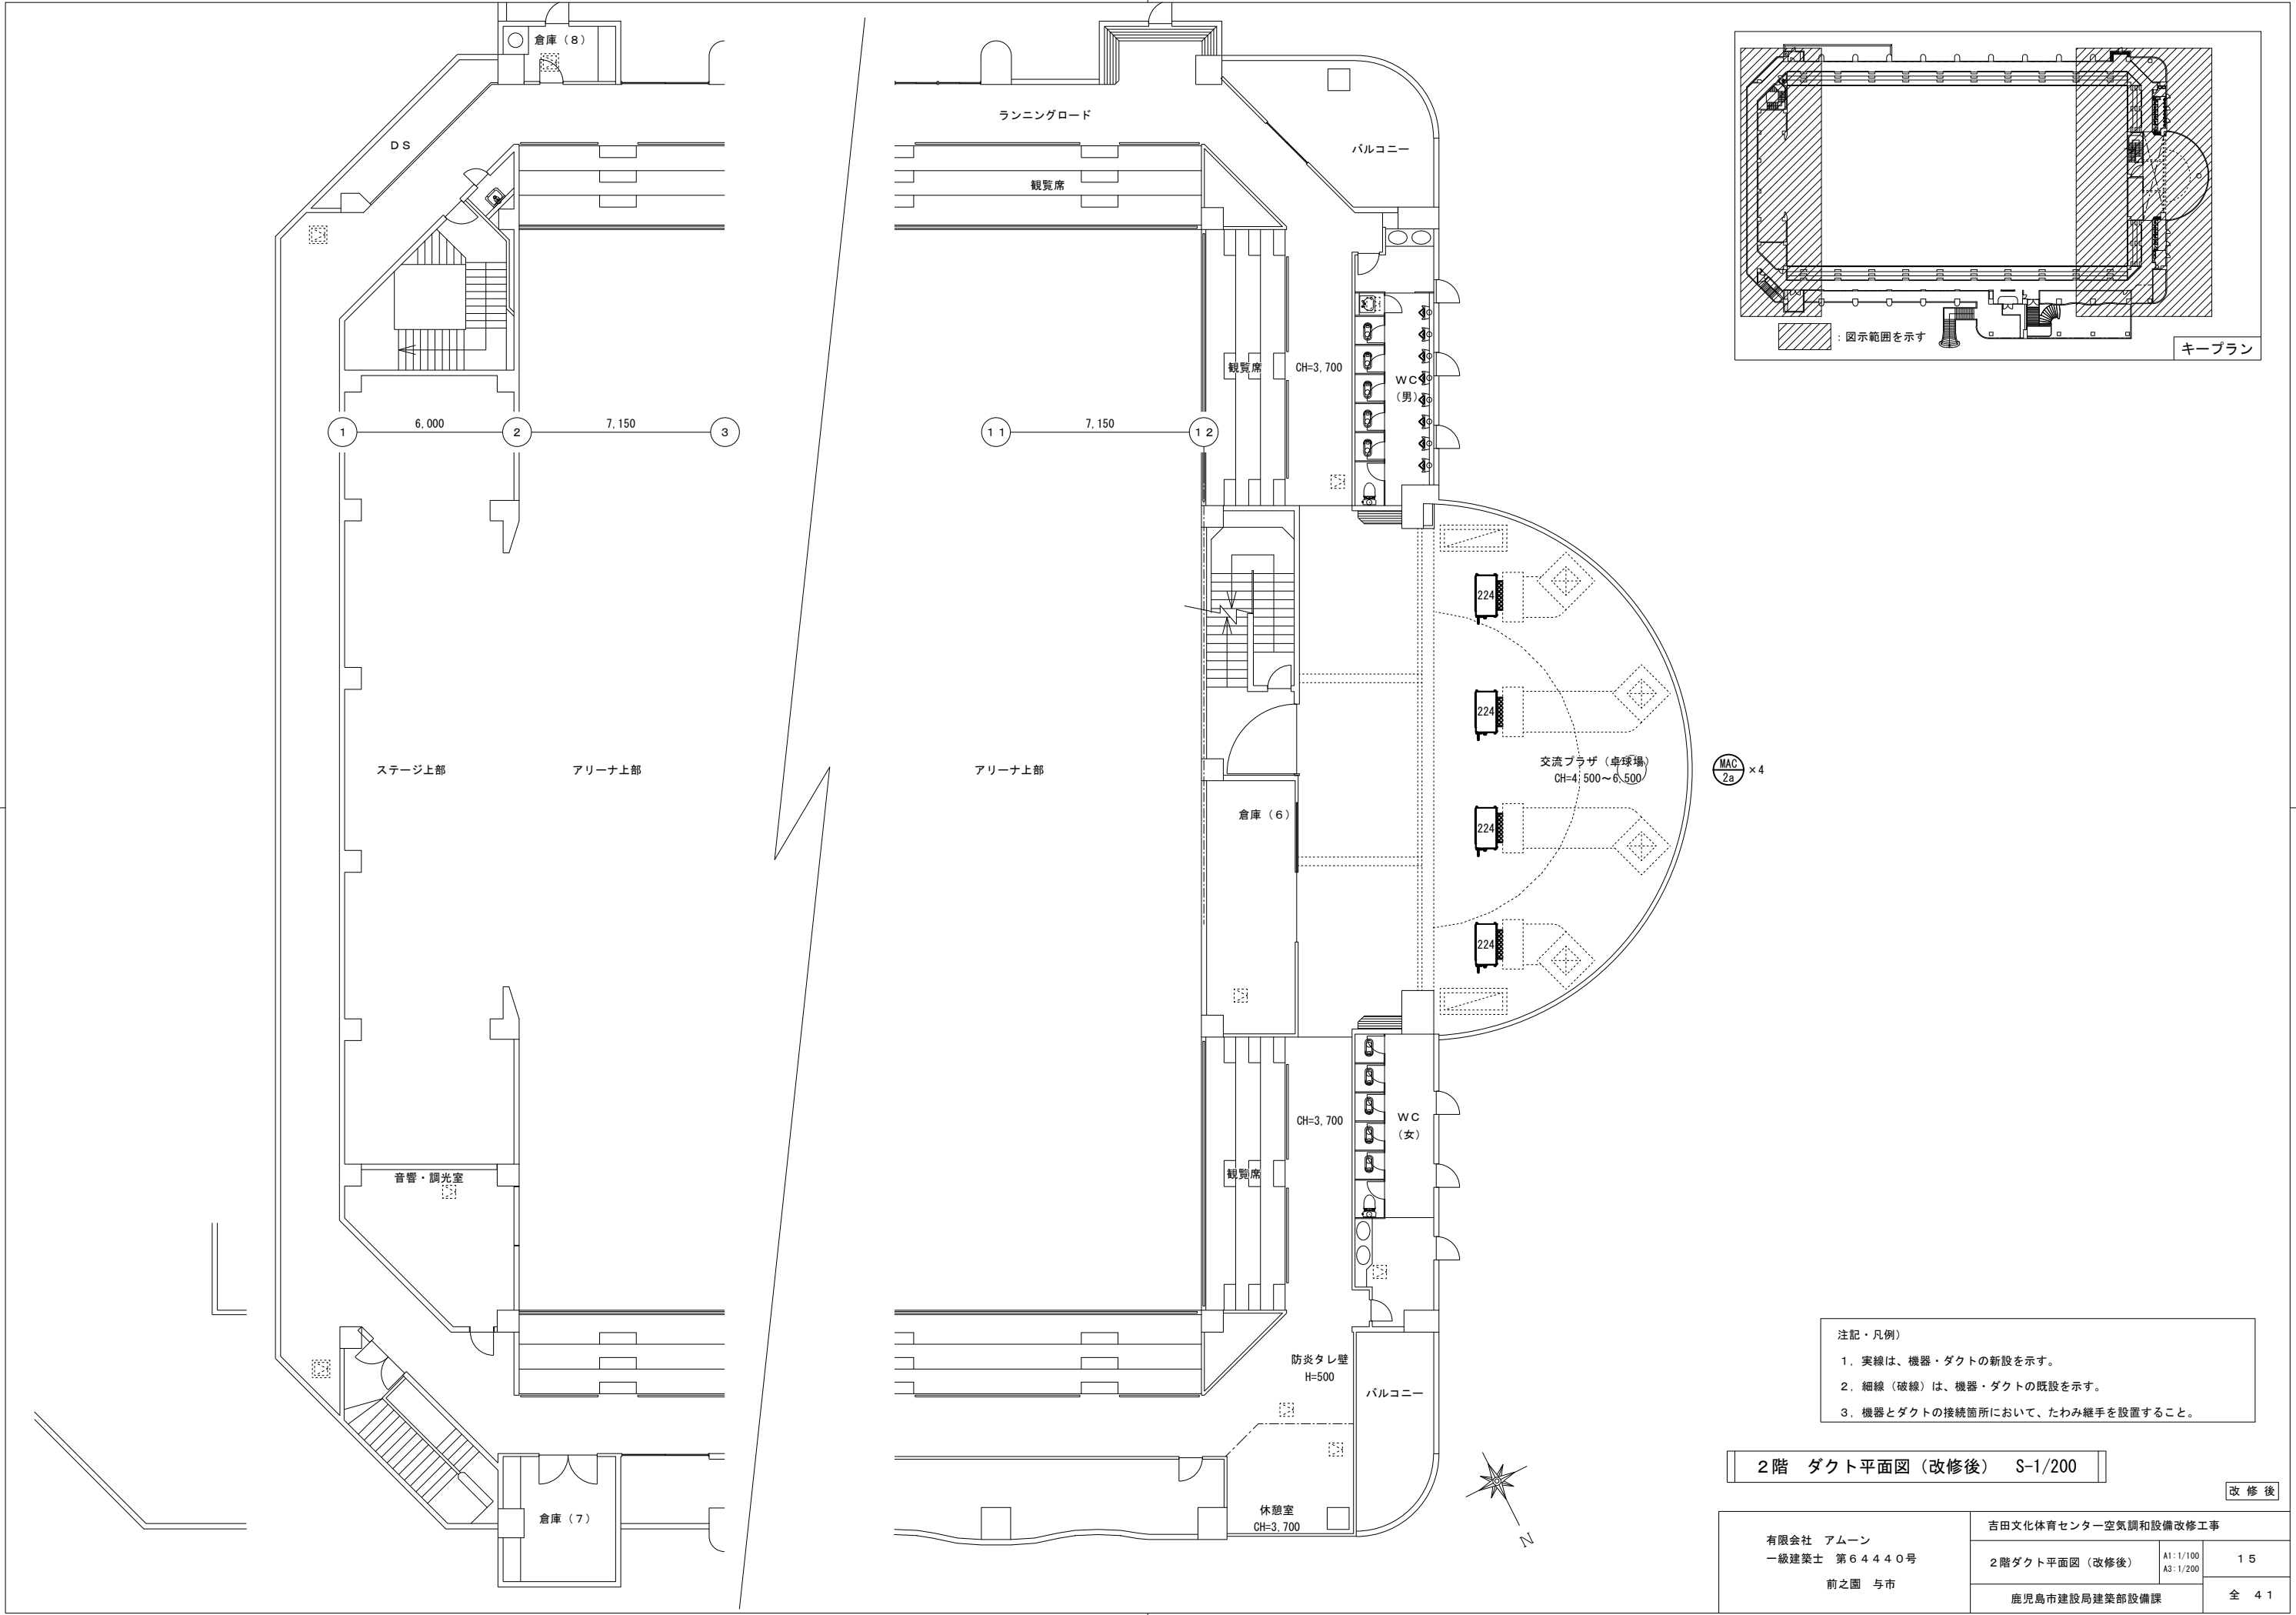 倉庫（８）
ＤＳ
ランニングロード
バルコニー
観覧席
：図示範囲を示す
キープラン
観覧席
CH=3,700
ＷＣ
（男）
１
6,000
２
7,150
３
１１
7,150
１２
224
224
ステージ上部
アリーナ上部
アリーナ上部
交流プラザ（卓球場）
CH=4,500～6,500
MAC
2a
×4
倉庫（６）
224
224
CH=3,700
ＷＣ
（女）
観覧席
音響・調光室
防炎タレ壁
H=500
バルコニー
注記・凡例）
１．実線は、機器・ダクトの新設を示す。
２．細線（破線）は、機器・ダクトの既設を示す。
３．機器とダクトの接続箇所において、たわみ継手を設置すること。
２階　ダクト平面図（改修後）　S-1/200
改 修 後
倉庫（７）
休憩室
CH=3,700
N
有限会社　アムーン
一級建築士　第６４４４０号
前之園　与市
吉田文化体育センター空気調和設備改修工事
２階ダクト平面図（改修後）
A1:1/100
A3:1/200
１５
鹿児島市建設局建築部設備課
全　４１